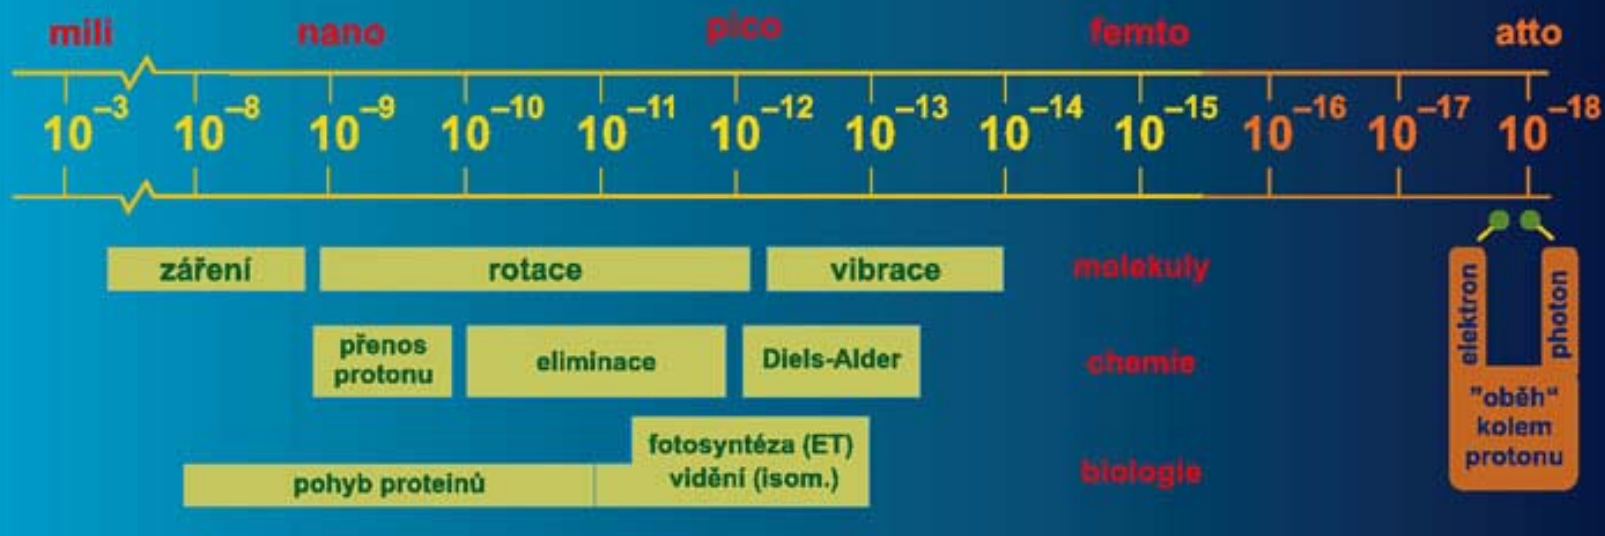 mili nano pico femto atto
10⁻³ 10⁻⁸ 10⁻⁹ 10⁻¹⁰ 10⁻¹¹ 10⁻¹² 10⁻¹³ 10⁻¹⁴ 10⁻¹⁵ 10⁻¹⁶ 10⁻¹⁷ 10⁻¹⁸
záření rotace vibrace molekuly
přenos
protonu
eliminace
Diels-Alder
chemie
pohyb proteinů
fotosyntéza (ET)
vidění (isom.)
biologie
elektron
photon
”oběh“
kolem
protonu